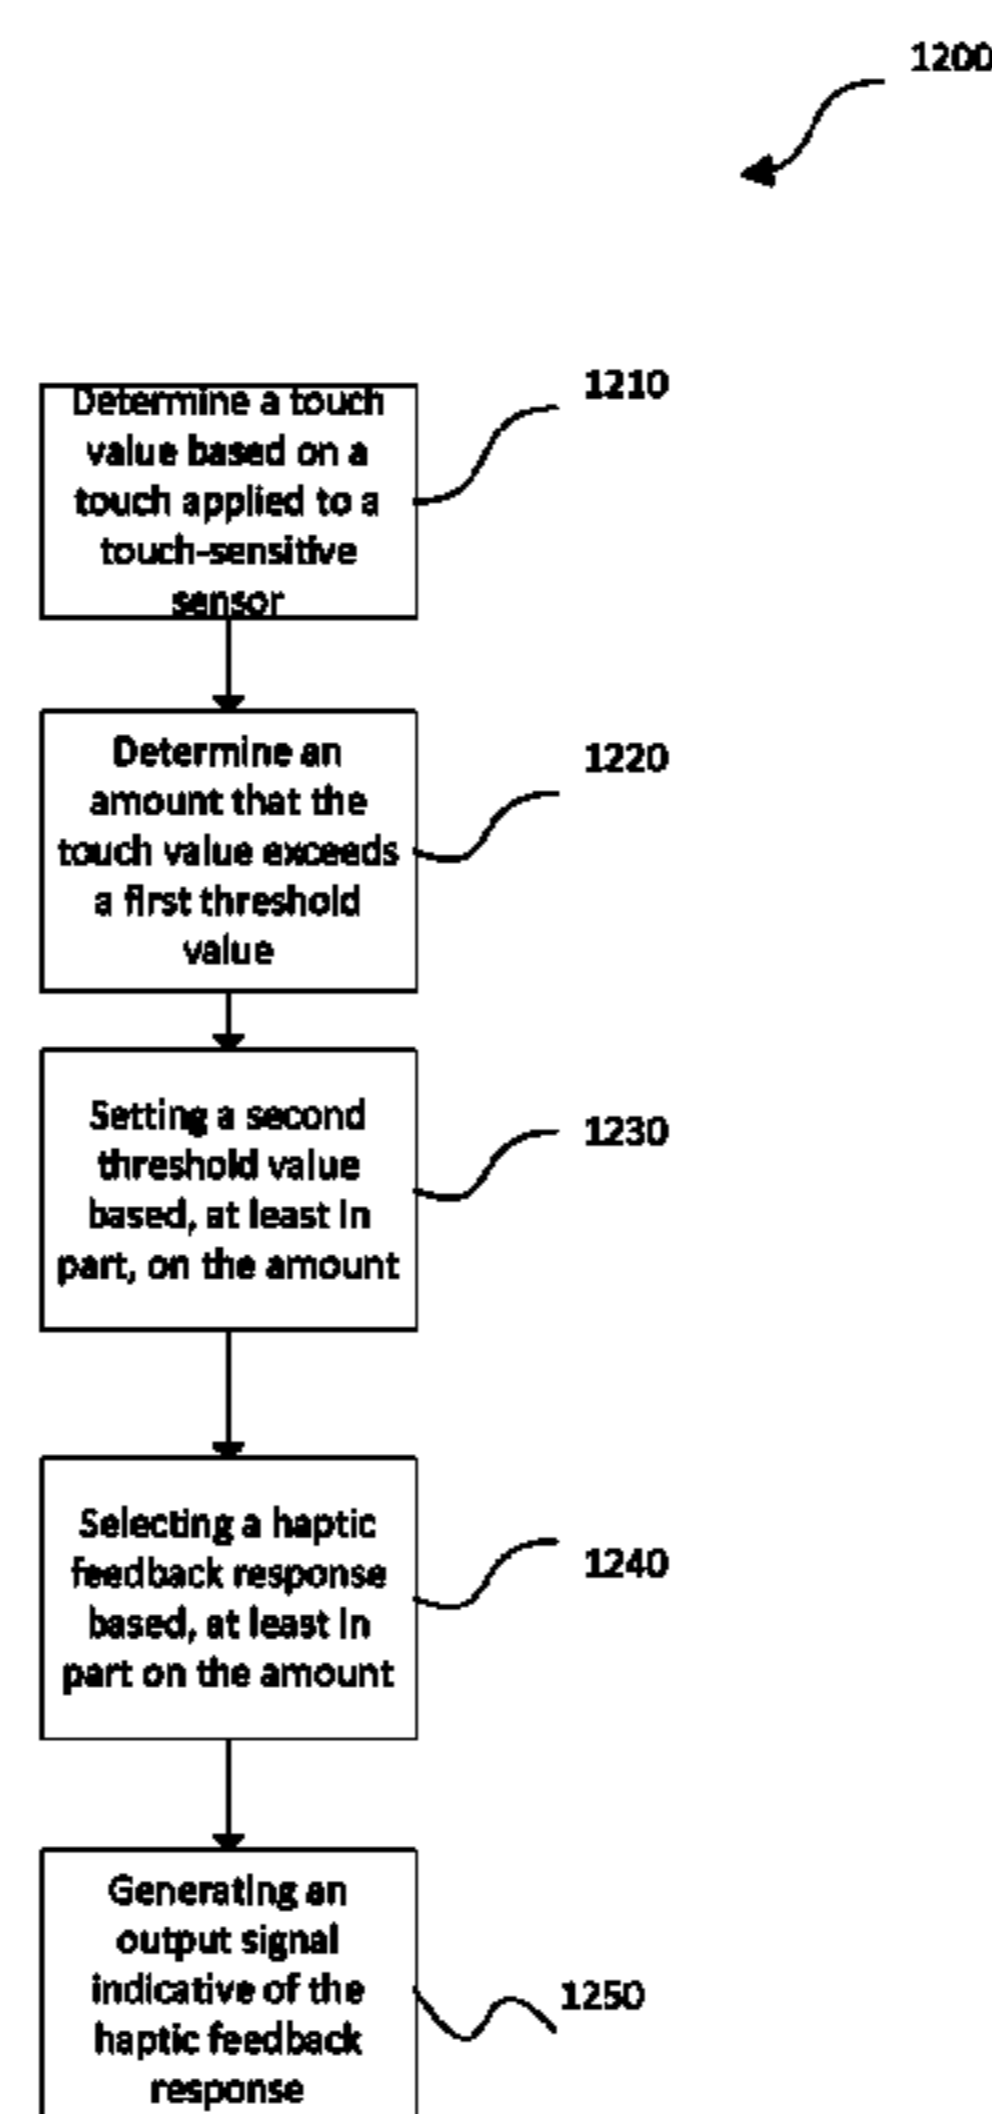 1200
Determine a touch
value based on a
touch applied to a
touch-sensitive
sensor
1210
Determine an
amount that the
touch value exceeds
a first threshold
value
1220
Setting a second
threshold value
based, at least in
part, on the amount
1230
Selecting a haptic
feedback response
based, at least in
part on the amount
1240
Generating an
output signal
indicative of the
haptic feedback
response
1250